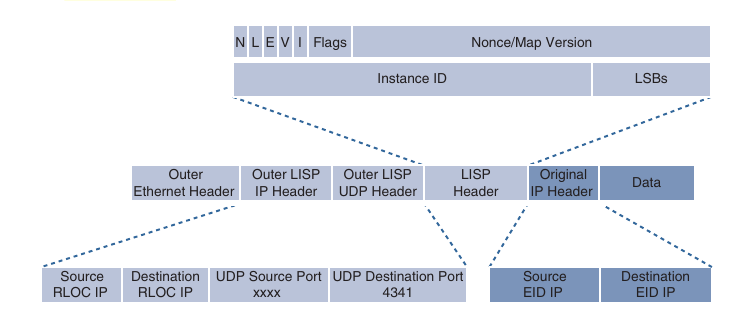 N L E V I Flags Nonce/Map Version
Instance ID LSBs
Outer
Ethernet Header
Outer LISP
IP Header
Outer LISP
UDP Header
LISP
Header
Original
IP Header
Data
Source
RLOC IP
Destination
RLOC IP
UDP Source Port
xxxx
UDP Destination Port
4341
Source
EID IP
Destination
EID IP